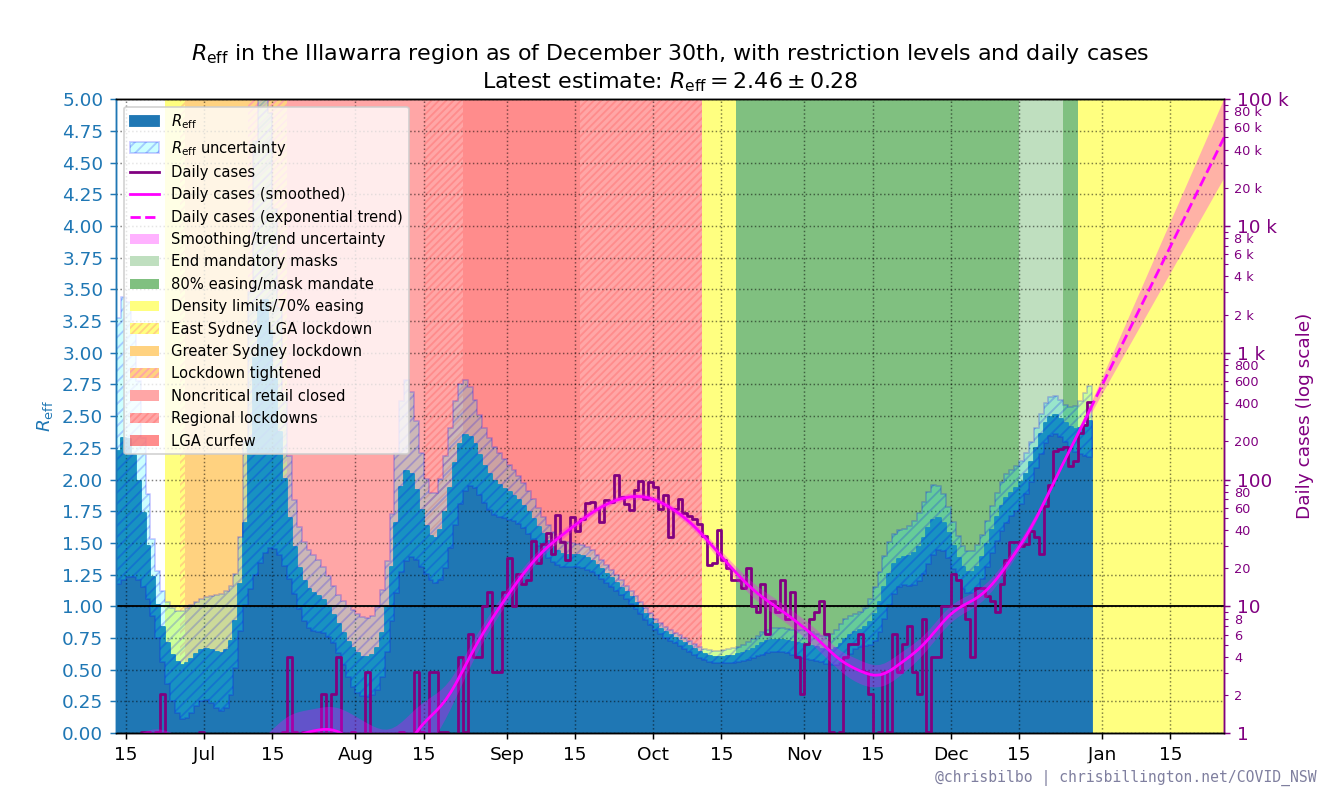 R_eff in the Illawarra region as of December 30th, with restriction levels and daily cases
Latest estimate: R_eff = 2.46 ± 0.28
R_eff
5.00
4.75
4.50
4.25
4.00
3.75
3.50
3.25
3.00
2.75
2.50
2.25
2.00
1.75
1.50
1.25
1.00
0.75
0.50
0.25
0.00
R_eff
R_eff uncertainty
Daily cases
Daily cases (smoothed)
Daily cases (exponential trend)
Smoothing/trend uncertainty
End mandatory masks
80% easing/mask mandate
Density limits/70% easing
East Sydney LGA lockdown
Greater Sydney lockdown
Lockdown tightened
Noncritical retail closed
Regional lockdowns
LGA curfew
100 k
80 k
60 k
40 k
20 k
10 k
8 k
6 k
4 k
2 k
1 k
800
600
400
200
100
80
60
40
20
10
8
6
4
2
1
Daily cases (log scale)
15 Jul 15 Aug 15 Sep 15 Oct 15 Nov 15 Dec 15 Jan 15
@chrisbilbo | chrisbillington.net/COVID_NSW